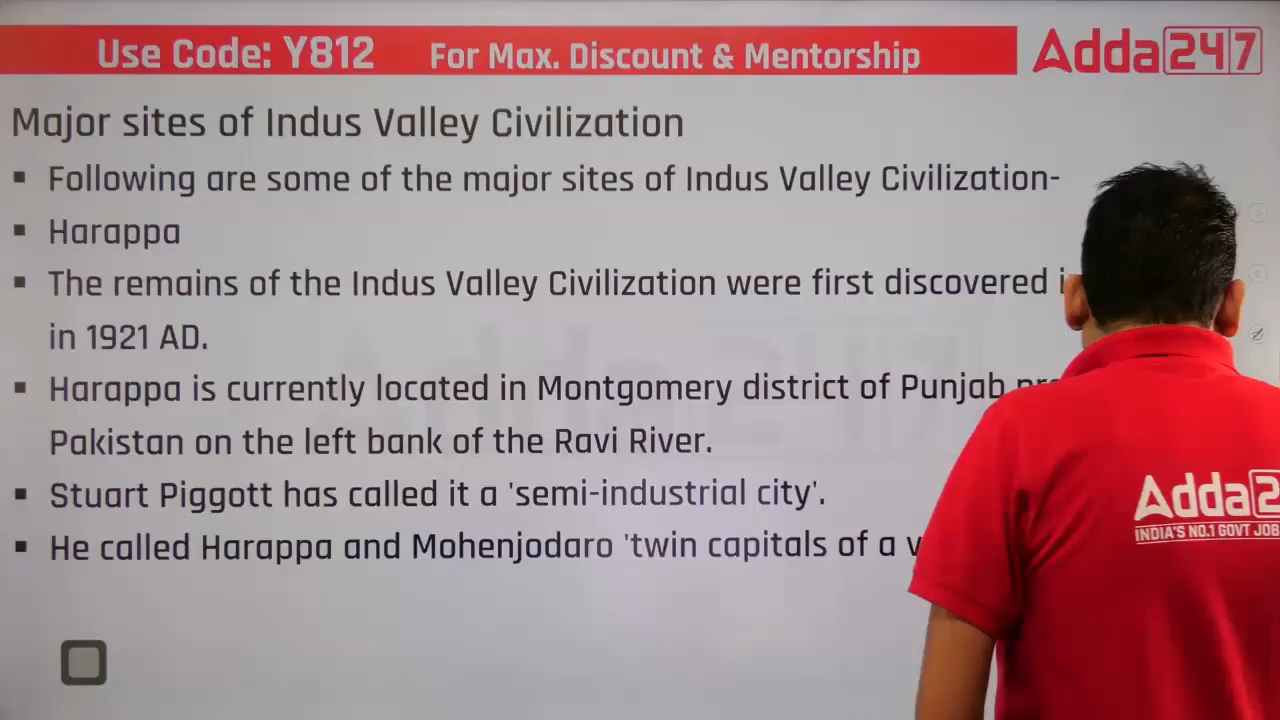 Use Code: Y812 For Max. Discount & Mentorship Adda247
Major sites of Indus Valley Civilization
▪ Following are some of the major sites of Indus Valley Civilization-
▪ Harappa
▪ The remains of the Indus Valley Civilization were first discovered
in 1921 AD.
▪ Harappa is currently located in Montgomery district of Punjab
Pakistan on the left bank of the Ravi River.
▪ Stuart Piggott has called it a 'semi-industrial city'.
▪ He called Harappa and Mohenjodaro 'twin capitals of a
Adda247
Adda2
INDIA'S NO.1 GOVT JOB